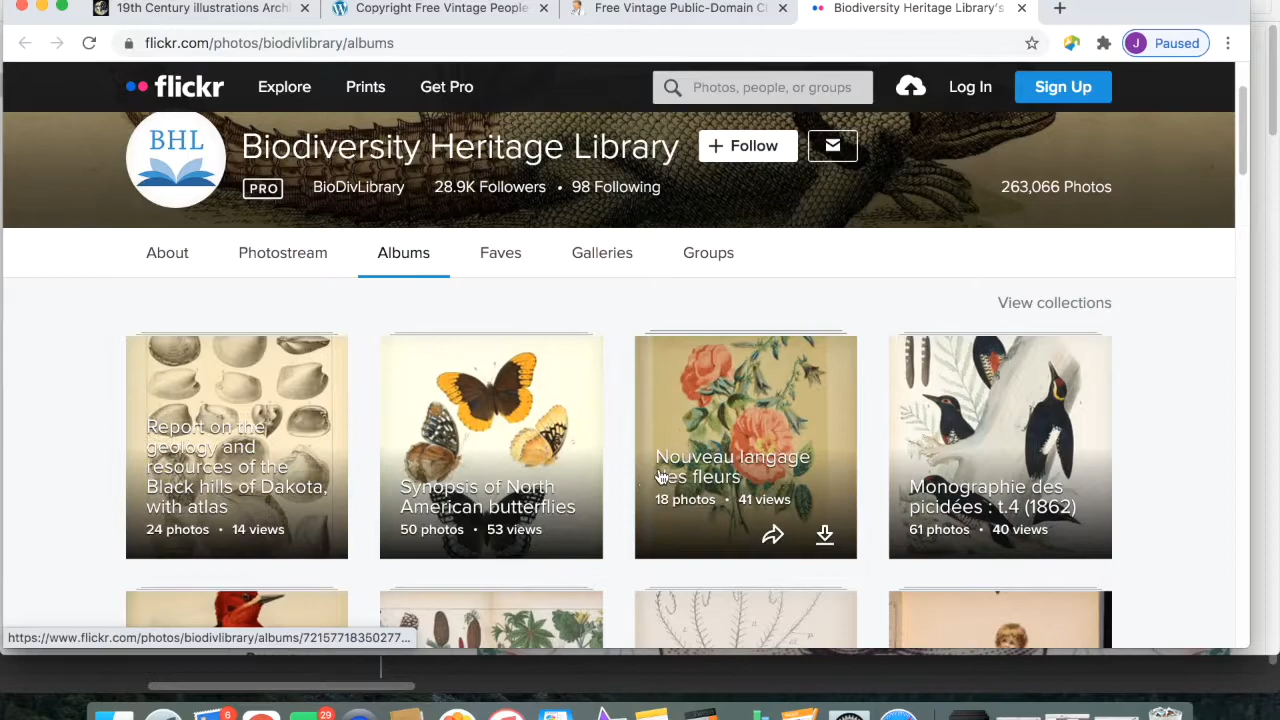 19th Century illustrations Archi
Copyright Free Vintage People
Free Vintage Public-Domain C
Biodiversity Heritage Library's
flickr.com/photos/biodivlibrary/albums
J Paused
flickr
Explore
Prints
Get Pro
Photos, people, or groups
Log In
Sign Up
BHL
Biodiversity Heritage Library
+ Follow
PRO
BioDivLibrary
28.9K Followers • 98 Following
263,066 Photos
About
Photostream
Albums
Faves
Galleries
Groups
View collections
Report on the
geology and
resources of the
Black hills of Dakota,
with atlas
24 photos • 14 views
Synopsis of North
American butterflies
50 photos • 53 views
Nouveau langage
des fleurs
18 photos • 41 views
Monographie des
picidées : t.4 (1862)
61 photos • 40 views
https://www.flickr.com/photos/biodivlibrary/albums/72157718350277...
6
29